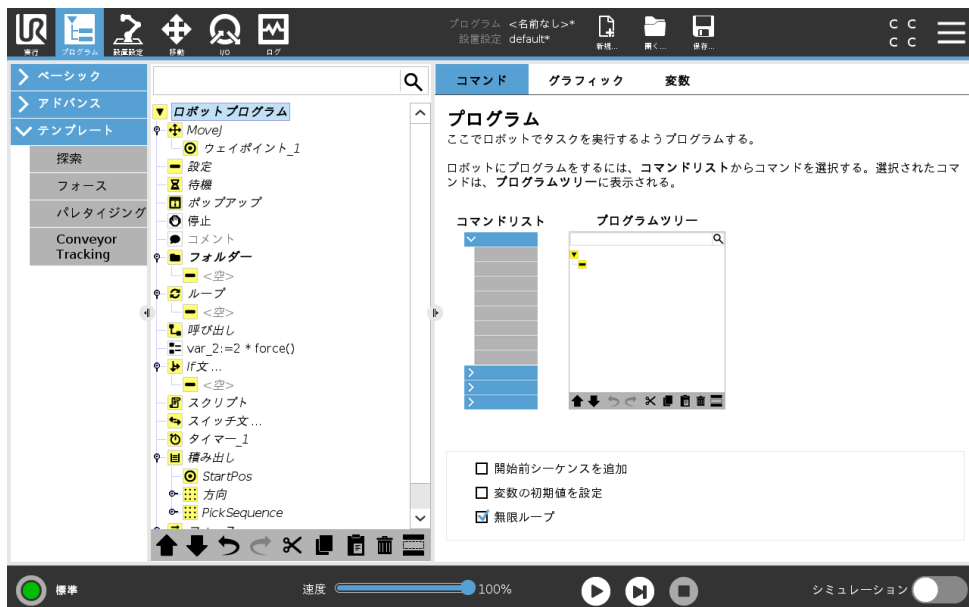 プログラム <名前なし>*
設置設定 default*
実行 プログラム 設置設定 移動 I/O ログ
新規... 開く... 保存...
C C
C C
ベーシック
アドバンス
テンプレート
探索
フォース
パレタイジング
Conveyor
Tracking
ロボットプログラム
MoveJ
ウェイポイント_1
設定
待機
ポップアップ
停止
コメント
フォルダー
<空>
ループ
<空>
呼び出し
var_2:=2 * force()
If文 ...
<空>
スクリプト
スイッチ文 ...
タイマー_1
積み出し
StartPos
方向
PickSequence
コマンド グラフィック 変数
プログラム
ここでロボットでタスクを実行するようプログラムする。
ロボットにプログラムをするには、コマンドリストからコマンドを選択する。選択されたコマ
ンドは、プログラムツリーに表示される。
コマンドリスト プログラムツリー
開始前シーケンスを追加
変数の初期値を設定
無限ループ
標準
速度 100%
シミュレーション